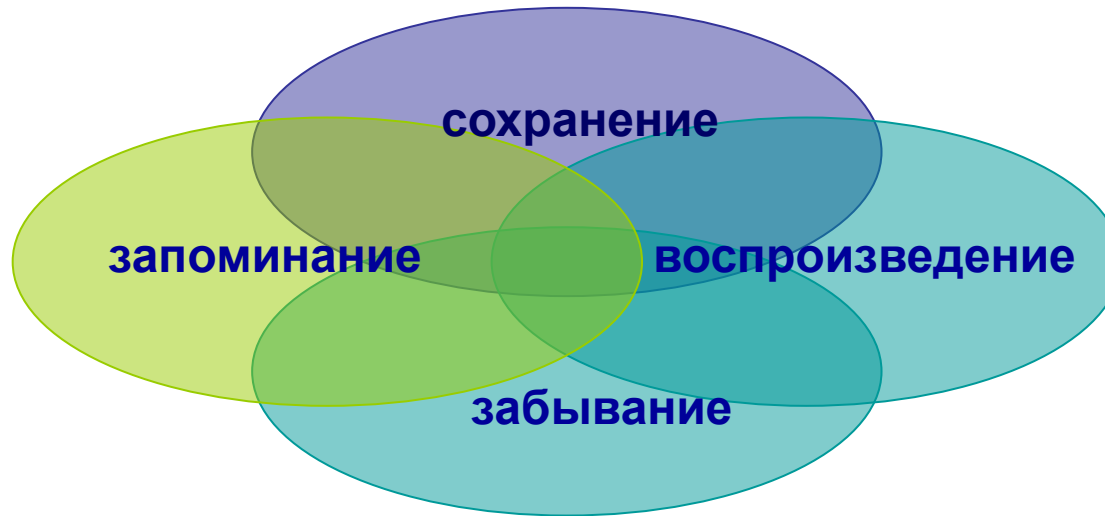 сохранение
запоминание
воспроизведение
забывание